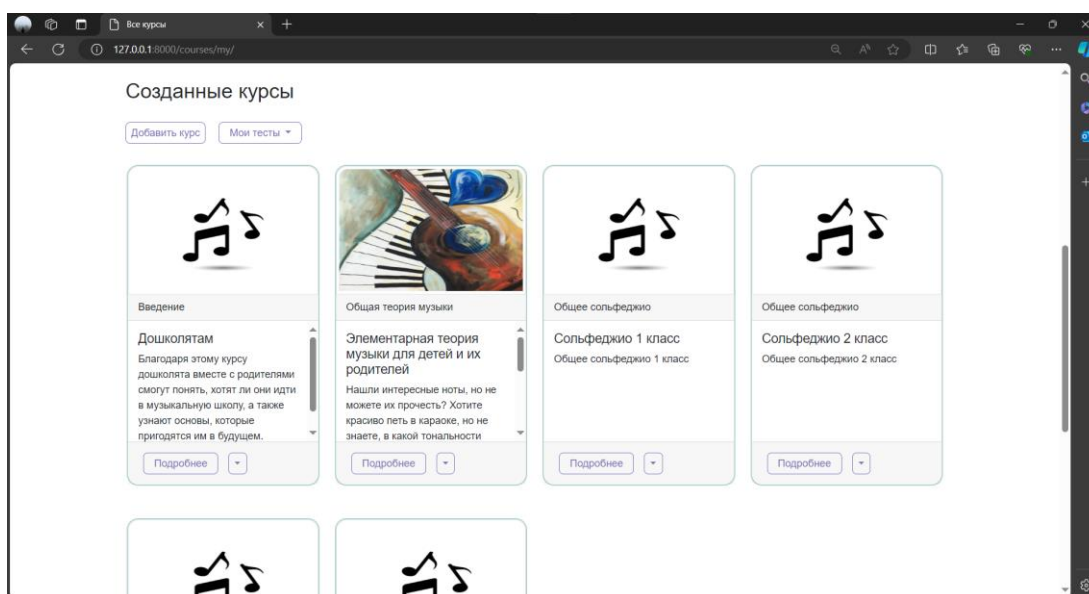 Все курсы
127.0.0.1:8000/courses/my/
Созданные курсы
Добавить курс
Мои тесты
Введение
Дошколятам
Благодаря этому курсу
дошколята вместе с родителями
смогут понять, хотят ли они идти
в музыкальную школу, а также
узнают основы, которые
пригодятся им в будущем.
Подробнее
Общая теория музыки
Элементарная теория
музыки для детей и их
родителей
Нашли интересные ноты, но не
можете их прочесть? Хотите
красиво петь в караоке, но не
знаете, в какой тональности
Подробнее
Общее сольфеджио
Сольфеджио 1 класс
Общее сольфеджио 1 класс
Подробнее
Общее сольфеджио
Сольфеджио 2 класс
Общее сольфеджио 2 класс
Подробнее